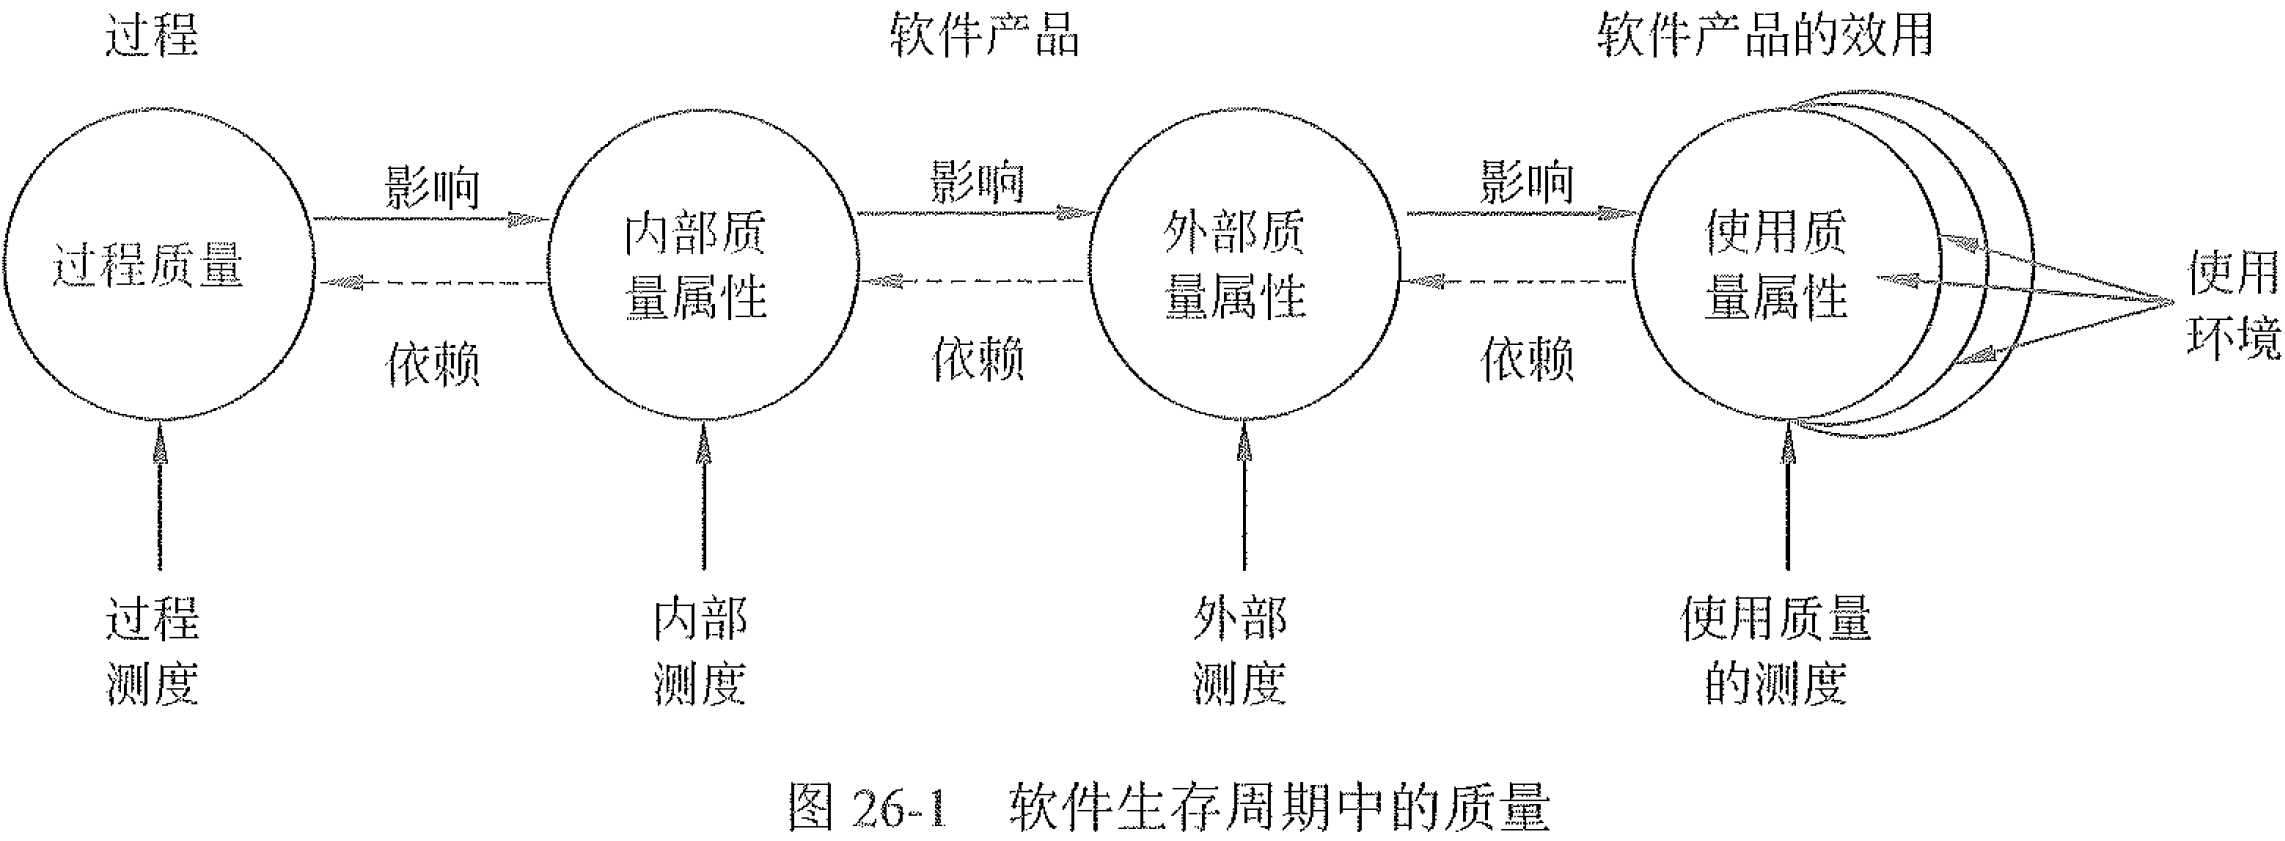 过程
软件产品
软件产品的效用
影响
影响
影响
过程质量
内部质
量属性
外部质
量属性
使用质
量属性
使用
环境
依赖
依赖
依赖
过程
测度
内部
测度
外部
测度
使用质量
的测度
图 26-1 软件生存周期中的质量